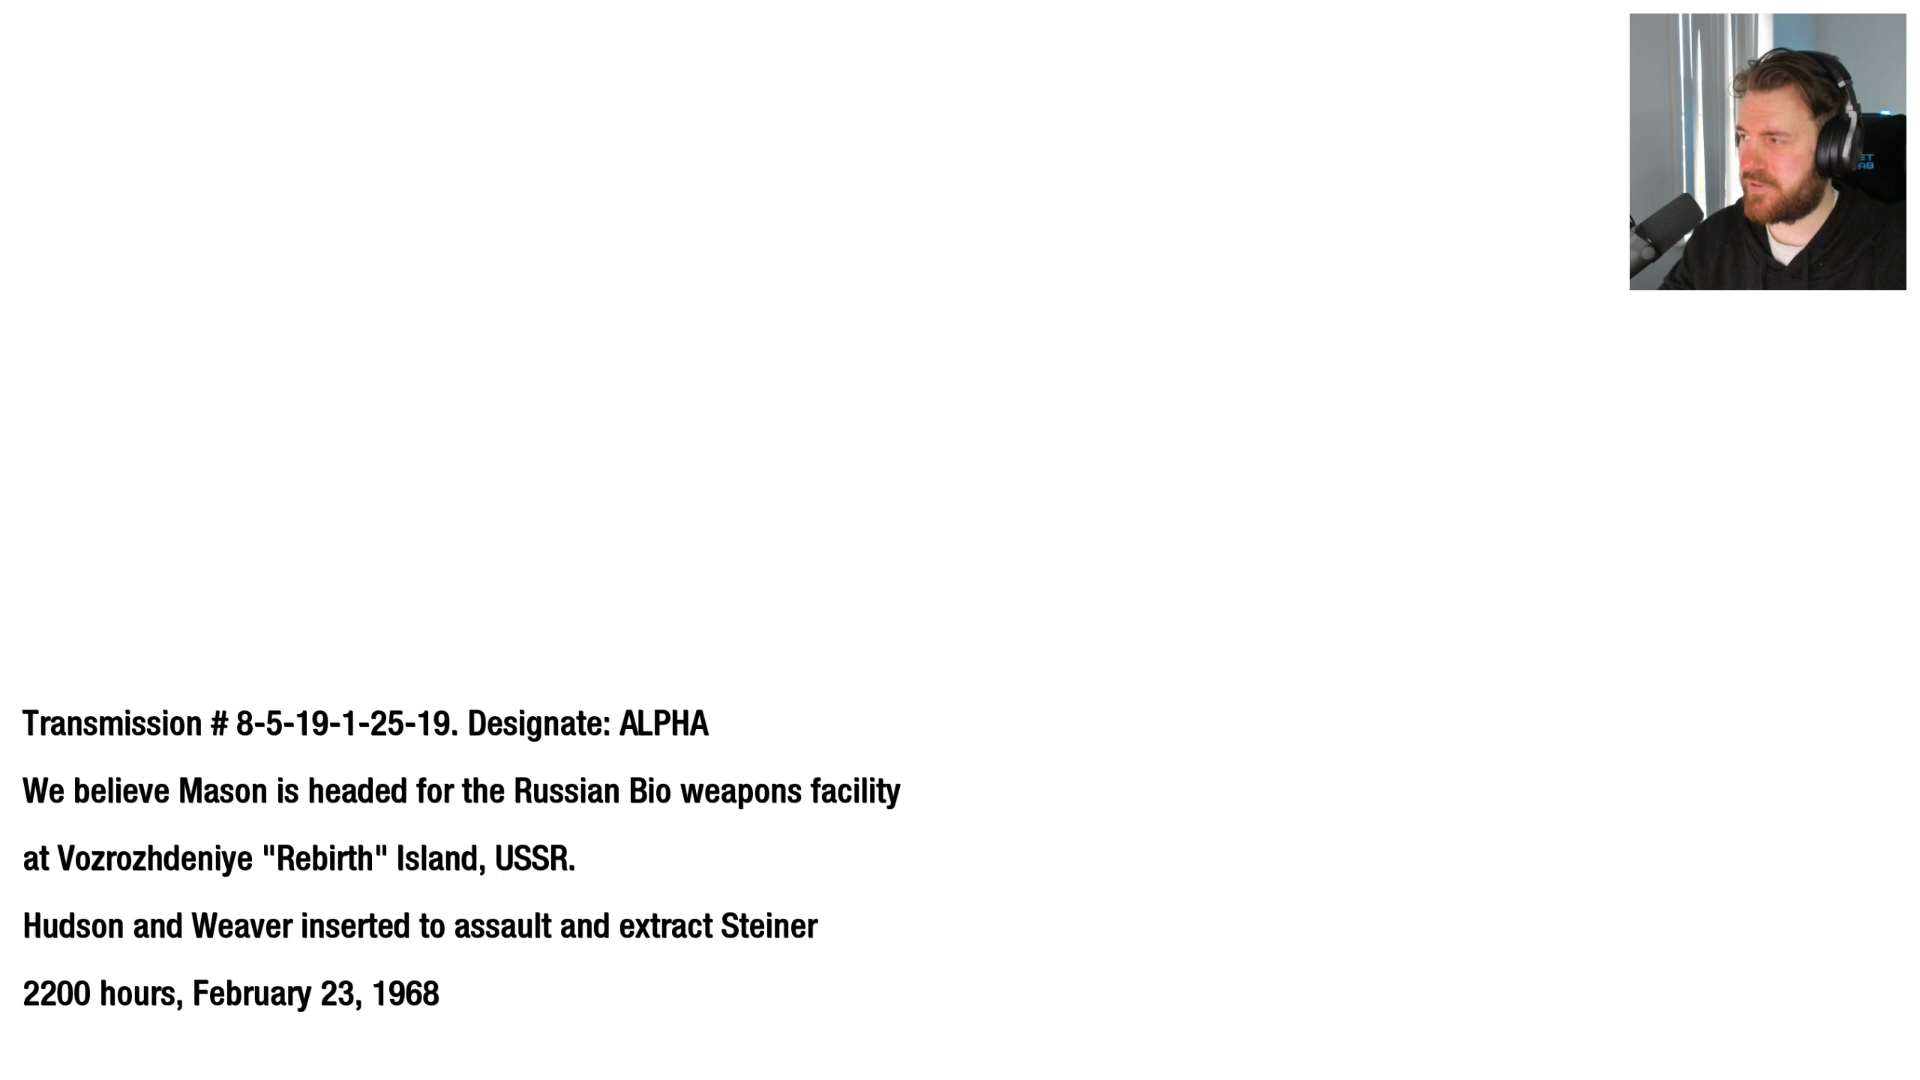 Transmission # 8-5-19-1-25-19. Designate: ALPHA
We believe Mason is headed for the Russian Bio weapons facility
at Vozrozhdeniye "Rebirth" Island, USSR.
Hudson and Weaver inserted to assault and extract Steiner
2200 hours, February 23, 1968